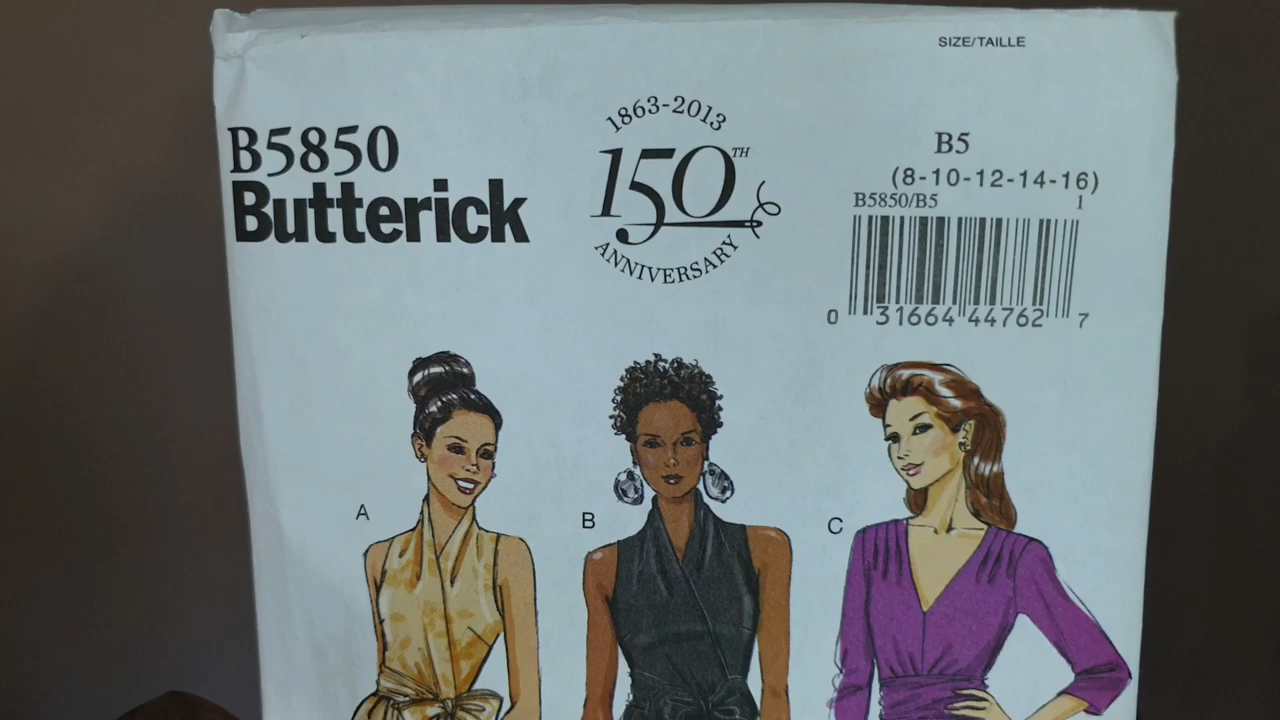 SIZE/TAILLE
B5850
Butterick
1863-2013
150TH
ANNIVERSARY
B5
(8-10-12-14-16)
B5850/B5 1
0 31664 44762 7
A B C